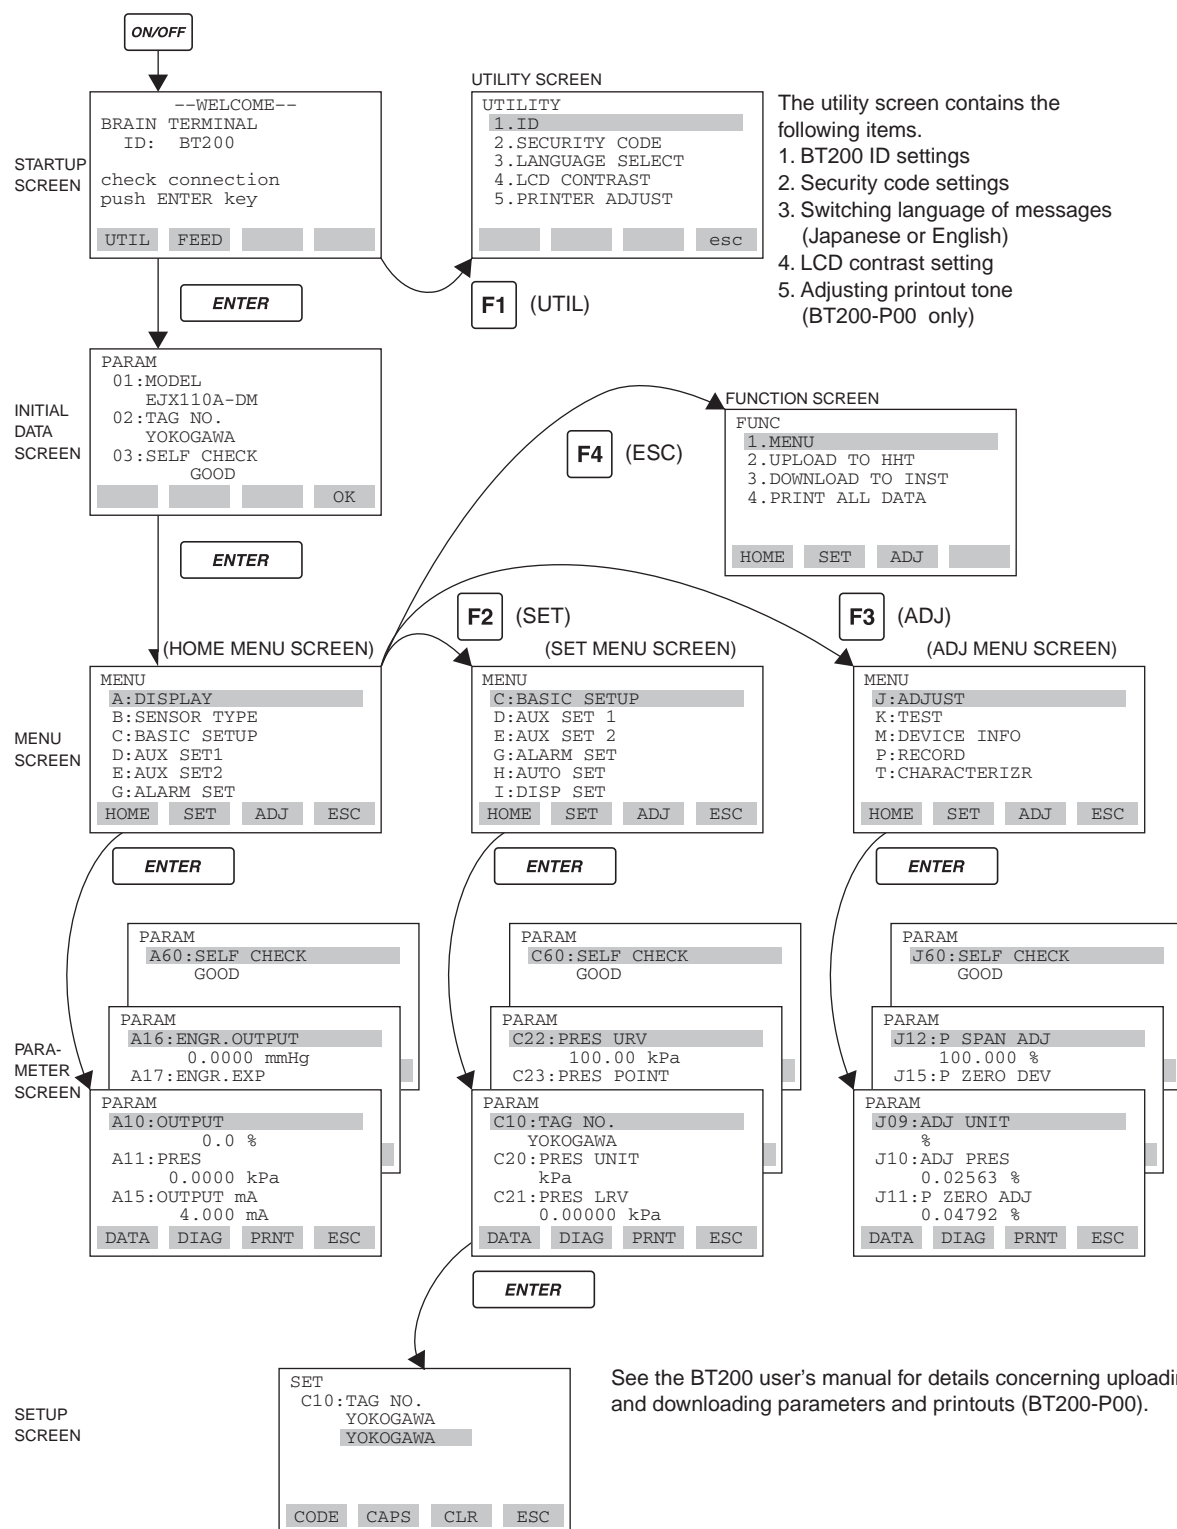 ON/OFF
STARTUP
SCREEN
--WELCOME--
BRAIN TERMINAL
ID: BT200
check connection
push ENTER key
UTIL FEED
UTILITY SCREEN
UTILITY
1.ID
2.SECURITY CODE
3.LANGUAGE SELECT
4.LCD CONTRAST
5.PRINTER ADJUST
esc
The utility screen contains the
following items.
1. BT200 ID settings
2. Security code settings
3. Switching language of messages
(Japanese or English)
4. LCD contrast setting
5. Adjusting printout tone
(BT200-P00 only)
ENTER
F1 (UTIL)
INITIAL
DATA
SCREEN
PARAM
01:MODEL
EJX110A-DM
02:TAG NO.
YOKOGAWA
03:SELF CHECK
GOOD
OK
F4 (ESC)
FUNCTION SCREEN
FUNC
1.MENU
2.UPLOAD TO HHT
3.DOWNLOAD TO INST
4.PRINT ALL DATA
HOME SET ADJ
ENTER
F2 (SET)
F3 (ADJ)
MENU
SCREEN
(HOME MENU SCREEN)
MENU
A:DISPLAY
B:SENSOR TYPE
C:BASIC SETUP
D:AUX SET1
E:AUX SET2
G:ALARM SET
HOME SET ADJ ESC
(SET MENU SCREEN)
MENU
C:BASIC SETUP
D:AUX SET 1
E:AUX SET 2
G:ALARM SET
H:AUTO SET
I:DISP SET
HOME SET ADJ ESC
(ADJ MENU SCREEN)
MENU
J:ADJUST
K:TEST
M:DEVICE INFO
P:RECORD
T:CHARACTERIZR
HOME SET ADJ ESC
ENTER
ENTER
ENTER
PARA-
METER
SCREEN
PARAM
A60:SELF CHECK
GOOD
PARAM
A16:ENGR.OUTPUT
0.0000 mmHg
A17:ENGR.EXP
PARAM
A10:OUTPUT
0.0 %
A11:PRES
0.0000 kPa
A15:OUTPUT mA
4.000 mA
DATA DIAG PRNT ESC
PARAM
C60:SELF CHECK
GOOD
PARAM
C22:PRES URV
100.00 kPa
C23:PRES POINT
PARAM
C10:TAG NO.
YOKOGAWA
C20:PRES UNIT
kPa
C21:PRES LRV
0.00000 kPa
DATA DIAG PRNT ESC
PARAM
J60:SELF CHECK
GOOD
PARAM
J12:P SPAN ADJ
100.000 %
J15:P ZERO DEV
PARAM
J09:ADJ UNIT
%
J10:ADJ PRES
0.02563 %
J11:P ZERO ADJ
0.04792 %
DATA DIAG PRNT ESC
ENTER
SETUP
SCREEN
SET
C10:TAG NO.
YOKOGAWA
YOKOGAWA
CODE CAPS CLR ESC
See the BT200 user's manual for details concerning
and downloading parameters and printouts (BT200-P00).